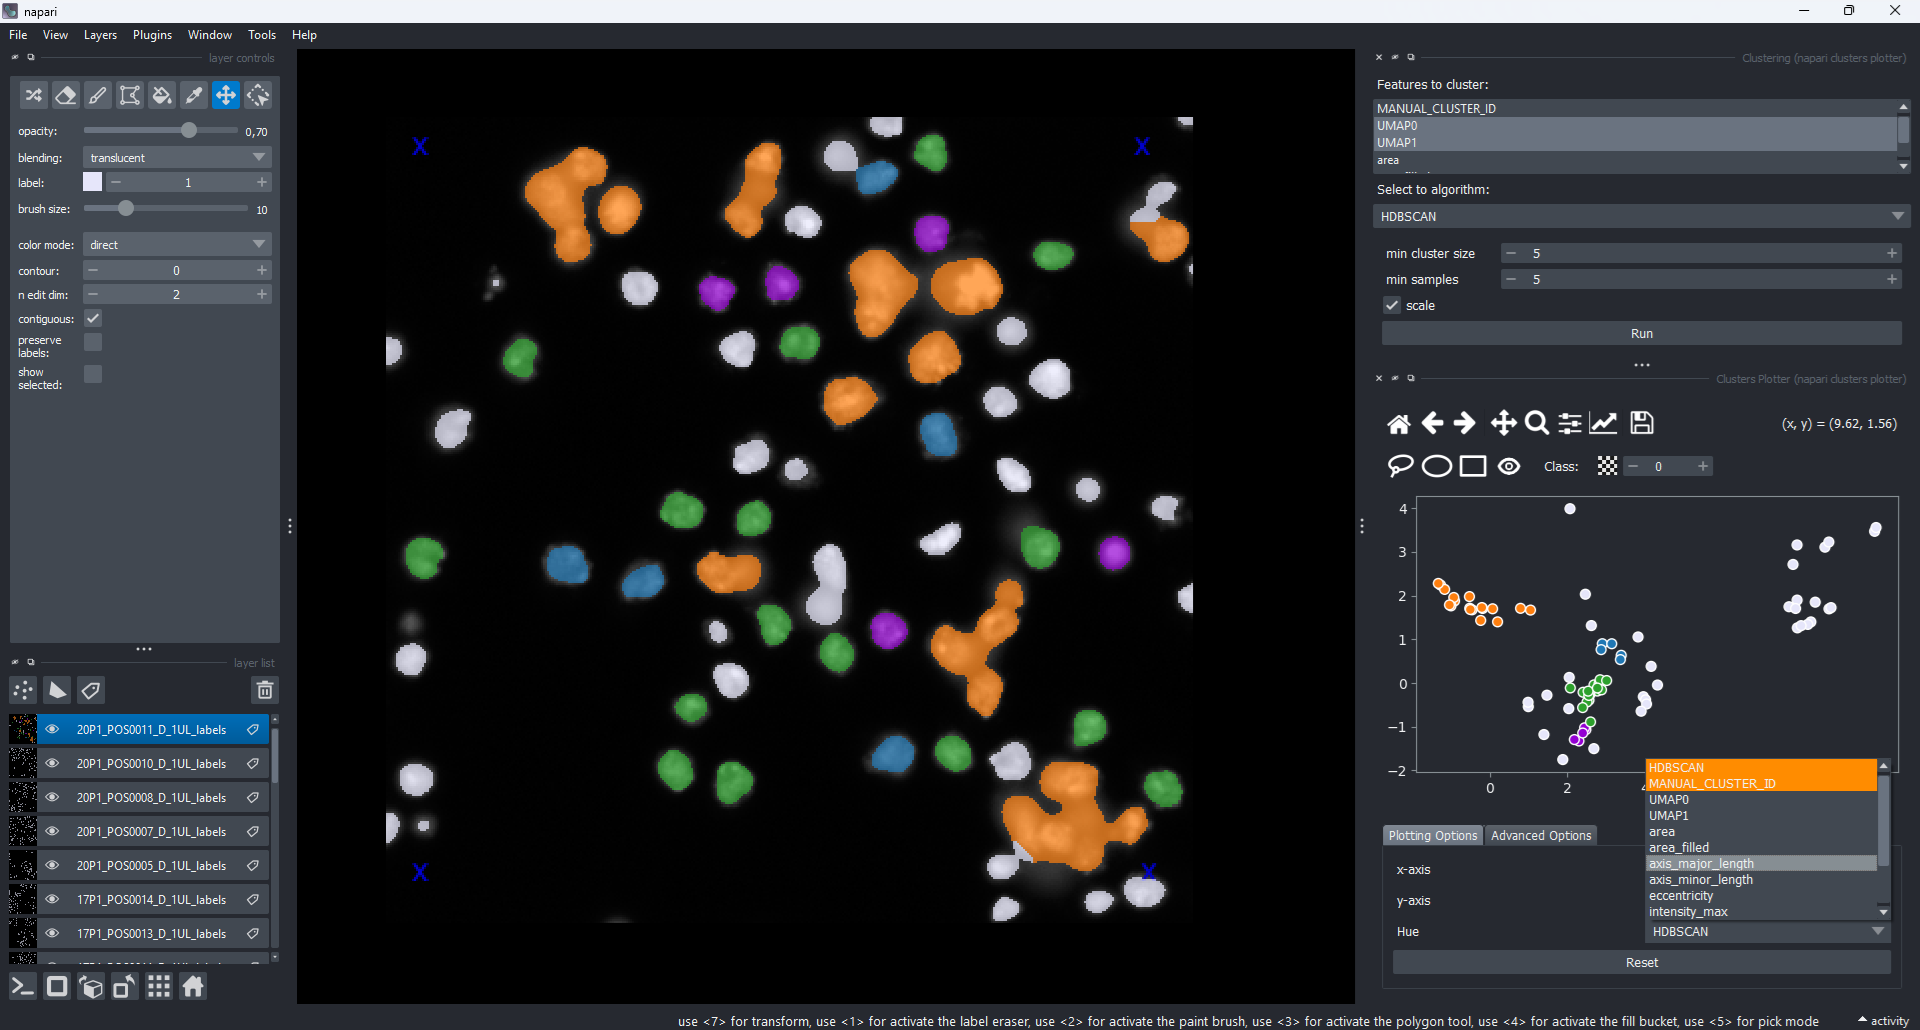 napari
File View Layers Plugins Window Tools Help
layer controls
opacity: 0,70
blending: translucent
label: 1
brush size: 10
color mode: direct
contour: 0
n edit dim: 2
contiguous:
preserve
labels:
show
selected:
layer list
20P1_POS0011_D_1UL_labels
20P1_POS0010_D_1UL_labels
20P1_POS0008_D_1UL_labels
20P1_POS0007_D_1UL_labels
20P1_POS0005_D_1UL_labels
17P1_POS0014_D_1UL_labels
17P1_POS0013_D_1UL_labels
X X
X X
Clustering (napari clusters plotter)
Features to cluster:
MANUAL_CLUSTER_ID
UMAP0
UMAP1
area
Select to algorithm:
HDBSCAN
min cluster size 5
min samples 5
scale
Run
Clusters Plotter (napari clusters plotter)
(x, y) = (9.62, 1.56)
Class: 0
4
3
2
1
0
−1
−2
0 2 4
HDBSCAN
MANUAL_CLUSTER_ID
UMAP0
UMAP1
area
area_filled
axis_major_length
axis_minor_length
eccentricity
intensity_max
Plotting Options Advanced Options
x-axis
y-axis
Hue HDBSCAN
Reset
use <7> for transform, use <1> for activate the label eraser, use <2> for activate the paint brush, use <3> for activate the polygon tool, use <4> for activate the fill bucket, use <5> for pick mode activity